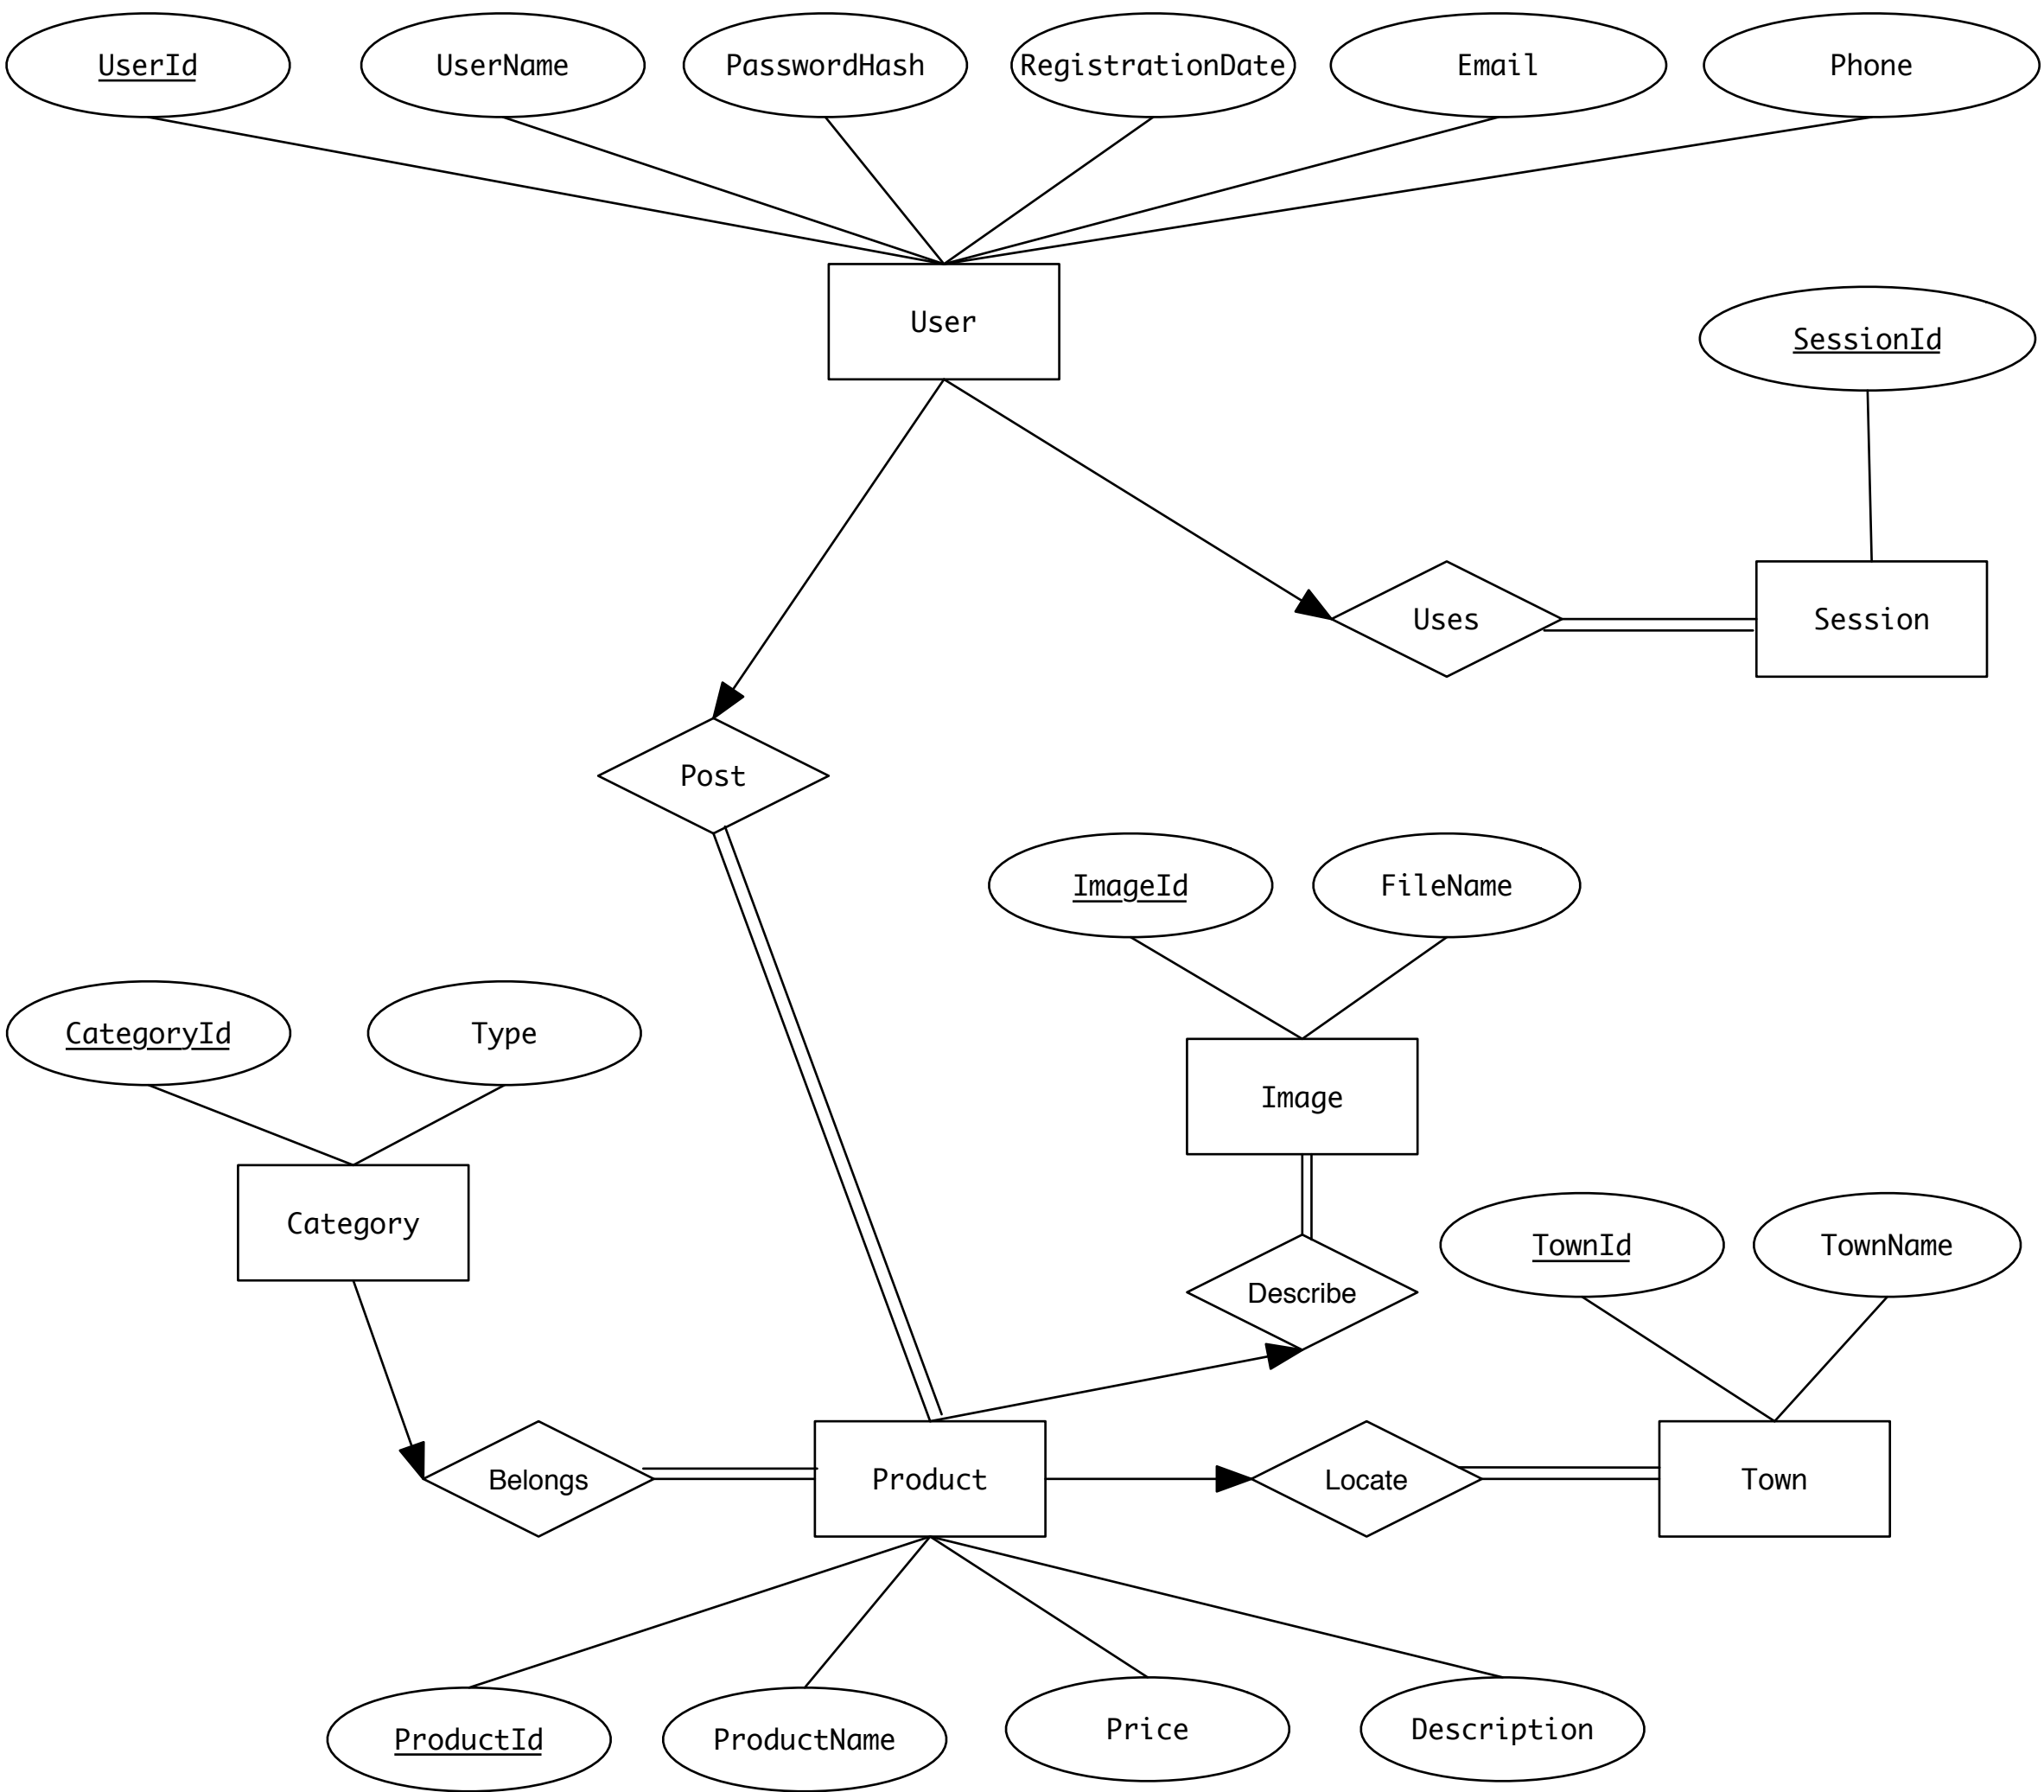 UserId
UserName
PasswordHash
RegistrationDate
Email
Phone
User
SessionId
Uses
Session
Post
ImageId
FileName
CategoryId
Type
Image
Category
TownId
TownName
Describe
Belongs
Product
Locate
Town
ProductId
ProductName
Price
Description